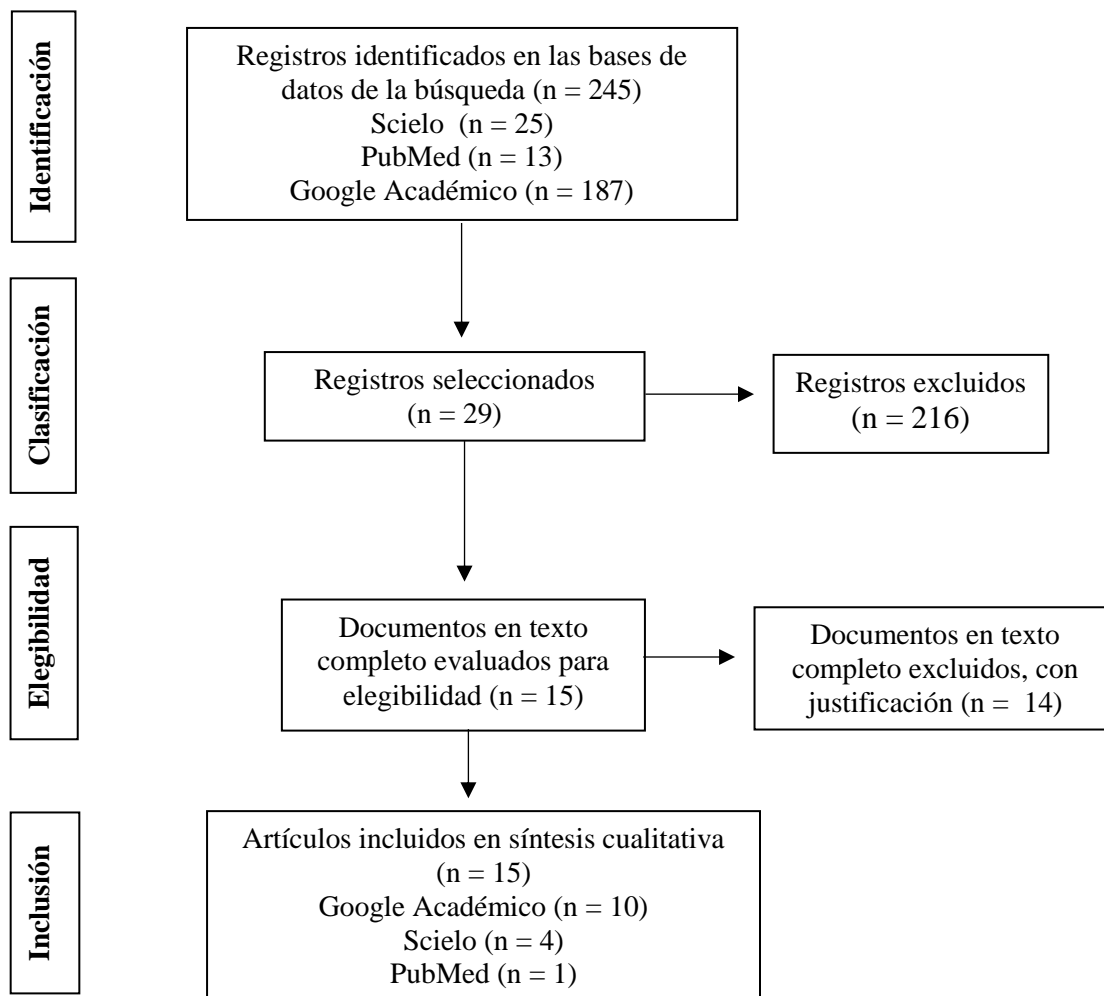 Identificación
Registros identificados en las bases de
datos de la búsqueda (n = 245)
Scielo (n = 25)
PubMed (n = 13)
Google Académico (n = 187)
Clasificación
Registros seleccionados
(n = 29)
Registros excluidos
(n = 216)
Elegibilidad
Documentos en texto
completo evaluados para
elegibilidad (n = 15)
Documentos en texto
completo excluidos, con
justificación (n = 14)
Inclusión
Artículos incluidos en síntesis cualitativa
(n = 15)
Google Académico (n = 10)
Scielo (n = 4)
PubMed (n = 1)